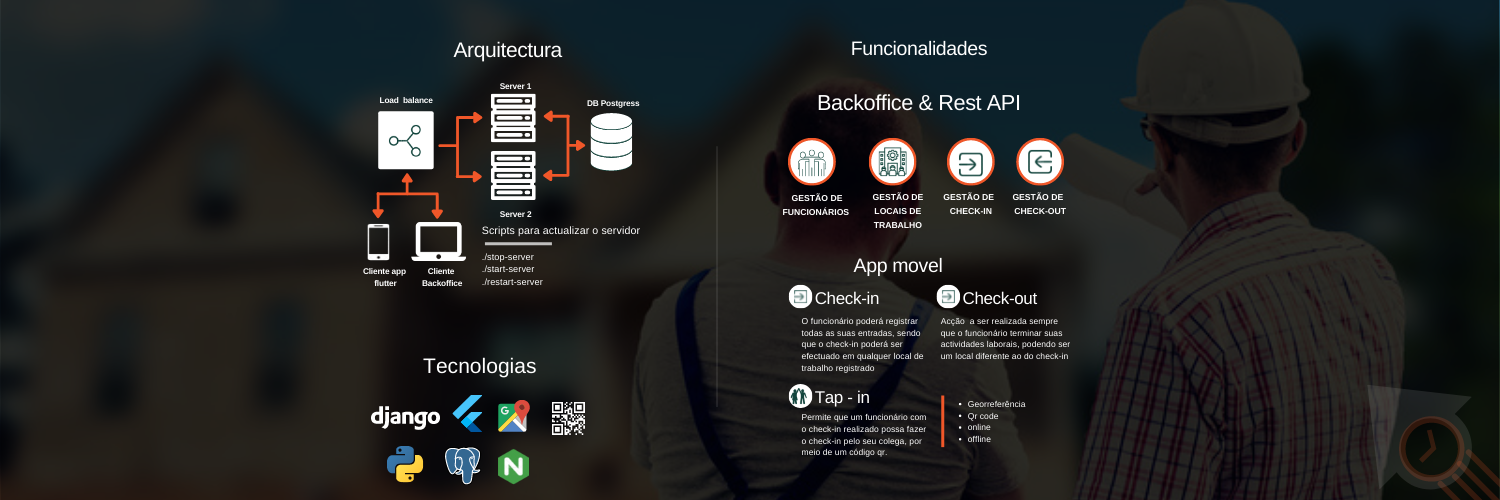 Arquitectura
Load  balance
Server 1
DB Postgress
Server 2
Cliente app
flutter
Cliente
Backoffice
Scripts para actualizar o servidor
./stop-server
./start-server
./restart-server
Tecnologias
django
G
N
Funcionalidades
Backoffice & Rest API
GESTÃO DE
FUNCIONÁRIOS
GESTÃO DE
LOCAIS DE
TRABALHO
GESTÃO DE
CHECK-IN
GESTÃO DE
CHECK-OUT
App movel
Check-in
O funcionário poderá registrar
todas as suas entradas, sendo
que o check-in poderá ser
efectuado em qualquer local de
trabalho registrado
Check-out
Acção  a ser realizada sempre
que o funcionário terminar suas
actividades laborais, podendo ser
um local diferente ao do check-in
Tap - in
Permite que um funcionário com
o check-in realizado possa fazer
o check-in pelo seu colega, por
meio de um código qr.
• Georreferência
• Qr code
• online
• offline